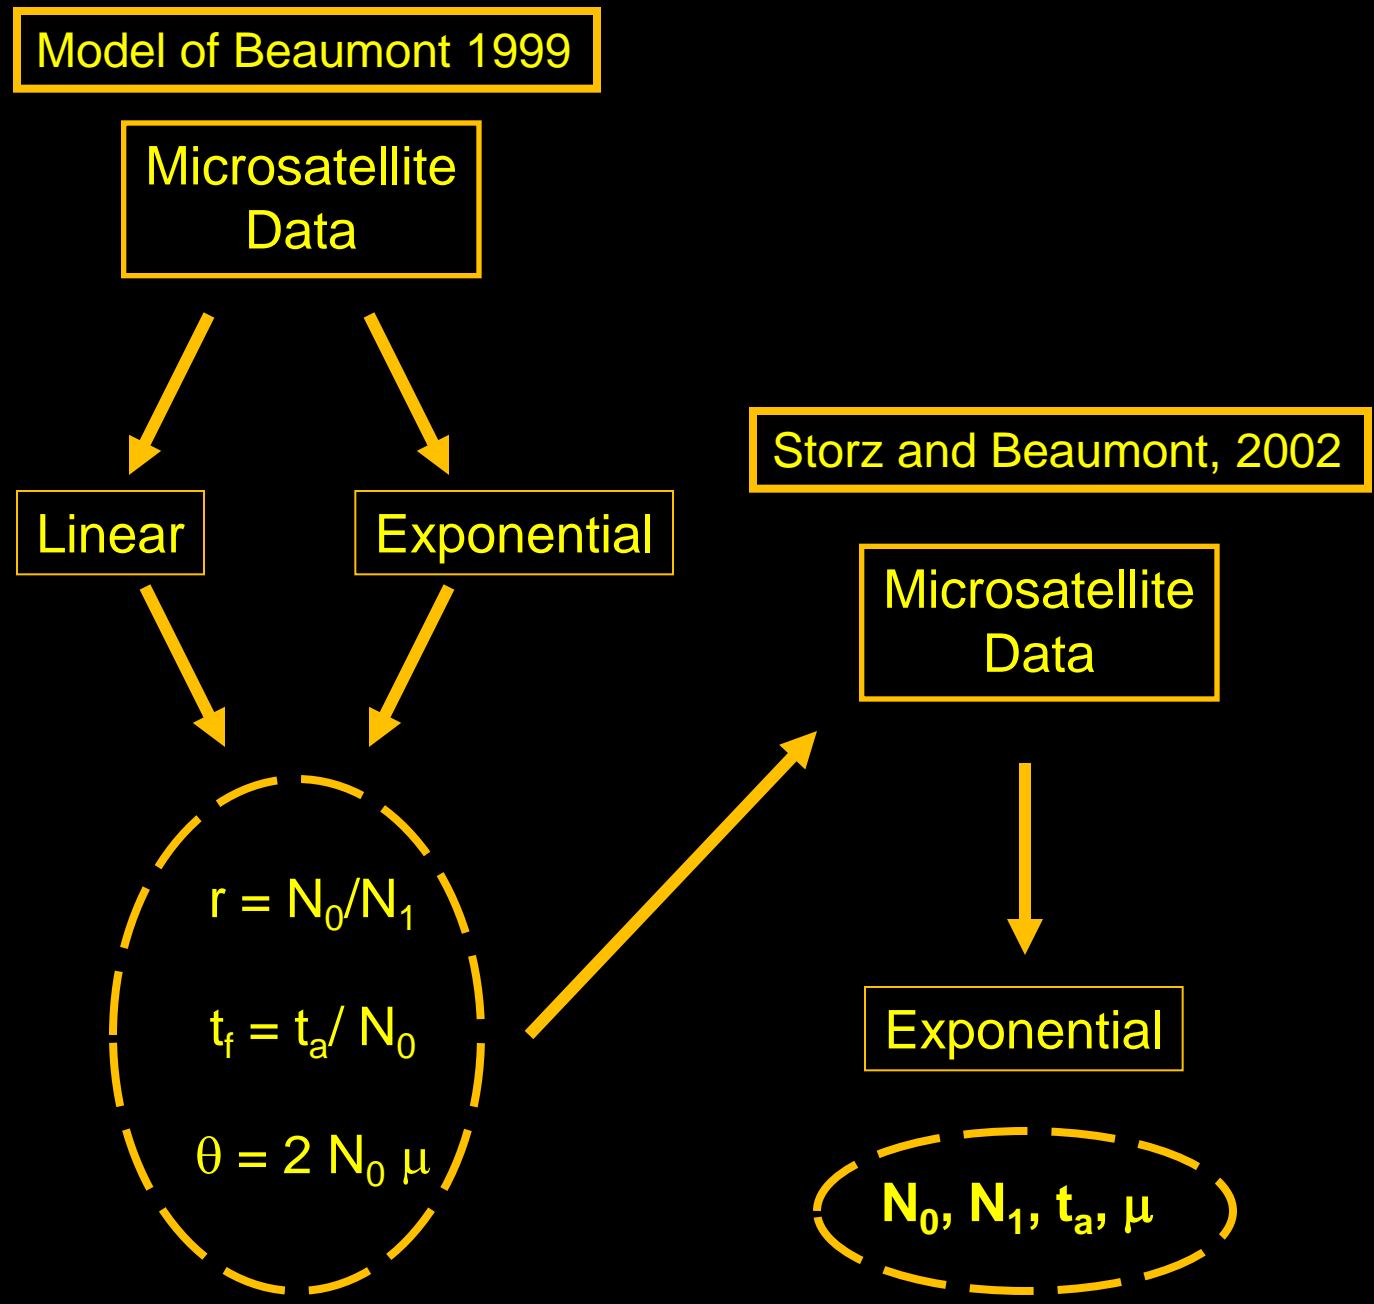 Model of Beaumont 1999
Microsatellite
Data
Linear
Exponential
r = N₀/N₁
t_f = tₐ/ N₀
θ = 2 N₀ μ
Storz and Beaumont, 2002
Microsatellite
Data
Exponential
N₀, N₁, tₐ, μ